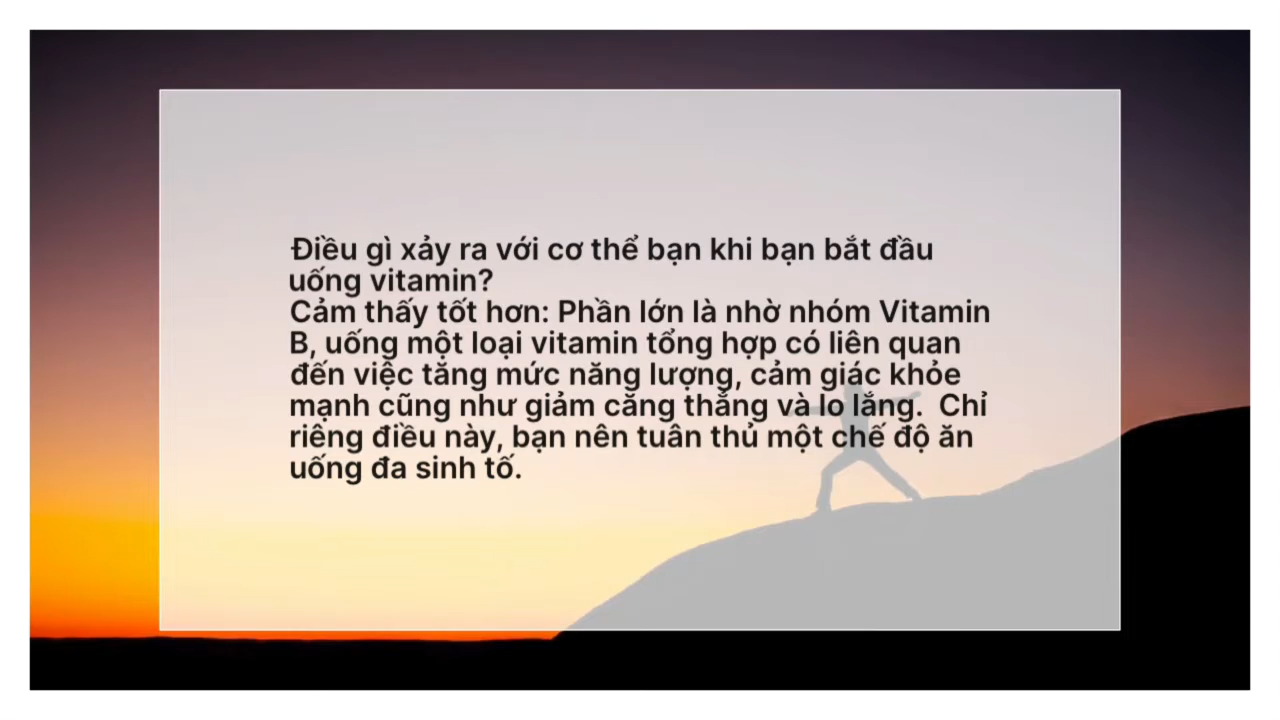 Điều gì xảy ra với cơ thể bạn khi bạn bắt đầu
uống vitamin?
Cảm thấy tốt hơn: Phần lớn là nhờ nhóm Vitamin
B, uống một loại vitamin tổng hợp có liên quan
đến việc tăng mức năng lượng, cảm giác khỏe
mạnh cũng như giảm căng thẳng và lo lắng.  Chỉ
riêng điều này, bạn nên tuân thủ một chế độ ăn
uống đa sinh tố.